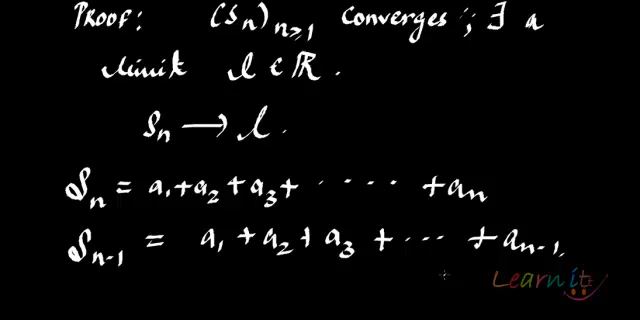 Proof: (Sn)n≥1 Converges ; ∃ a
limit l ∈ ℝ.
Sn → l.
Sn = a1+a2+a3+ ..... +an
Sn-1 = a1+a2+a3+ ... +an-1.
Learnit